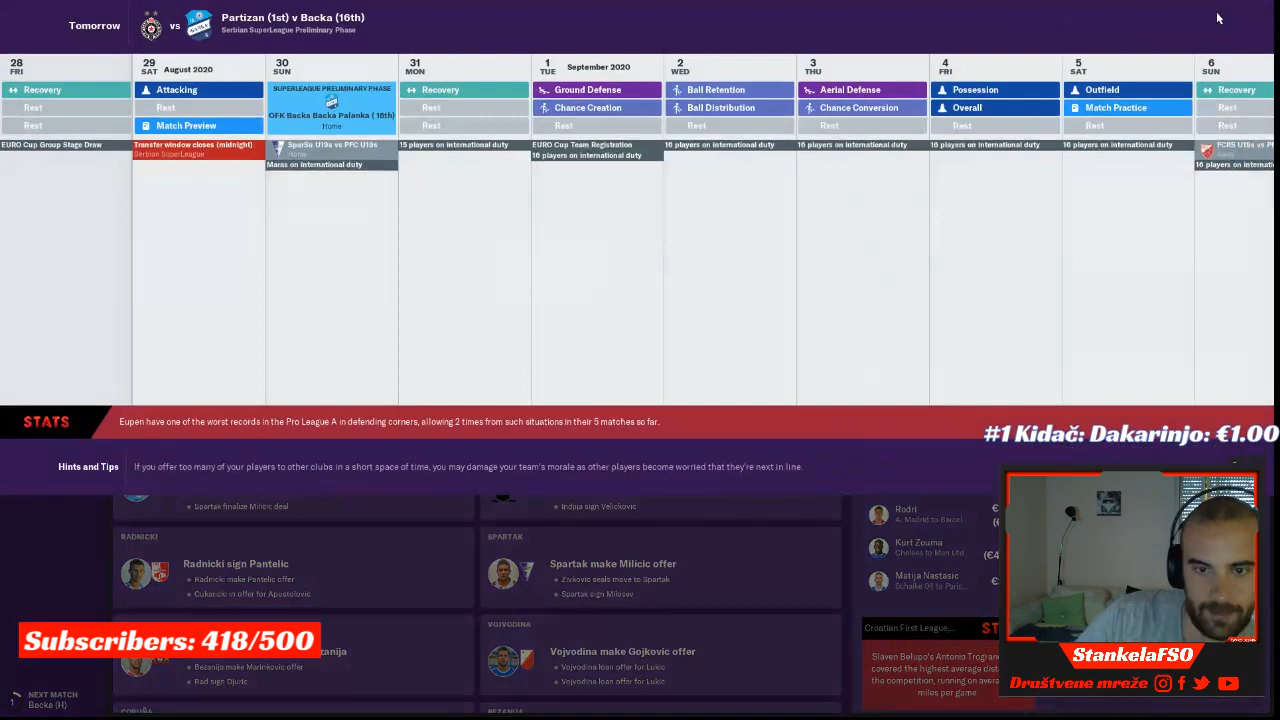 Tomorrow
vs
Partizan (1st) v Backa (16th)
Serbian SuperLeague Preliminary Phase
28
FRI
29
SAT
August 2020
30
SUN
31
MON
1
TUE
September 2020
2
WED
3
THU
4
FRI
5
SAT
6
SUN
Recovery
Rest
Rest
EURO Cup Group Stage Draw
Attacking
Rest
Match Preview
Transfer window closes (midnight)
Serbian SuperLeague
SUPERLEAGUE PRELIMINARY PHASE
OFK Backa Backa Palanka ( 16th)
Home
SparSu U19s vs PFC U19s
Home
Maras on international duty
Recovery
Rest
Rest
15 players on international duty
Ground Defense
Chance Creation
Rest
EURO Cup Team Registration
16 players on international duty
Ball Retention
Ball Distribution
Rest
16 players on international duty
Aerial Defense
Chance Conversion
Rest
16 players on international duty
Possession
Overall
Rest
16 players on international duty
Outfield
Match Practice
Rest
16 players on international duty
Recovery
Rest
Rest
FCRS U19s vs PF
16 players on internatio
STATS
Eupen have one of the worst records in the Pro League A in defending corners, allowing 2 times from such situations in their 5 matches so far.
#1 Kidač: Dakarinjo: €1.00
Hints and Tips
If you offer too many of your players to other clubs in a short space of time, you may damage your team's morale as other players become worried that they're next in line.
Spartak finalize Milicic deal
Indjija sign Velickovic
RADNICKI
Radnicki sign Pantelic
Radnicki make Pantelic offer
Cukaricki in offer for Apostolovic
SPARTAK
Spartak make Milicic offer
Zivkovic seals move to Spartak
Spartak sign Milosev
Rodri
A. Madrid to Barcel
Kurt Zouma
Chelsea to Man Utd
Matija Nastasic
Schalke 04 to Paris
Subscribers: 418/500
Bezanija make Marinkovic offer
Rad sign Djuric
VOJVODINA
Vojvodina make Gojkovic offer
Vojvodina loan offer for Lukic
Vojvodina loan offer for Lukic
Croatian First League,...
Slaven Belupo's Antonio Trogranc
covered the highest average dist
the competition, running on avera
miles per game
BEZANIJA
1
NEXT MATCH
Backa (H)
StankelaFSO
Društvene mreže